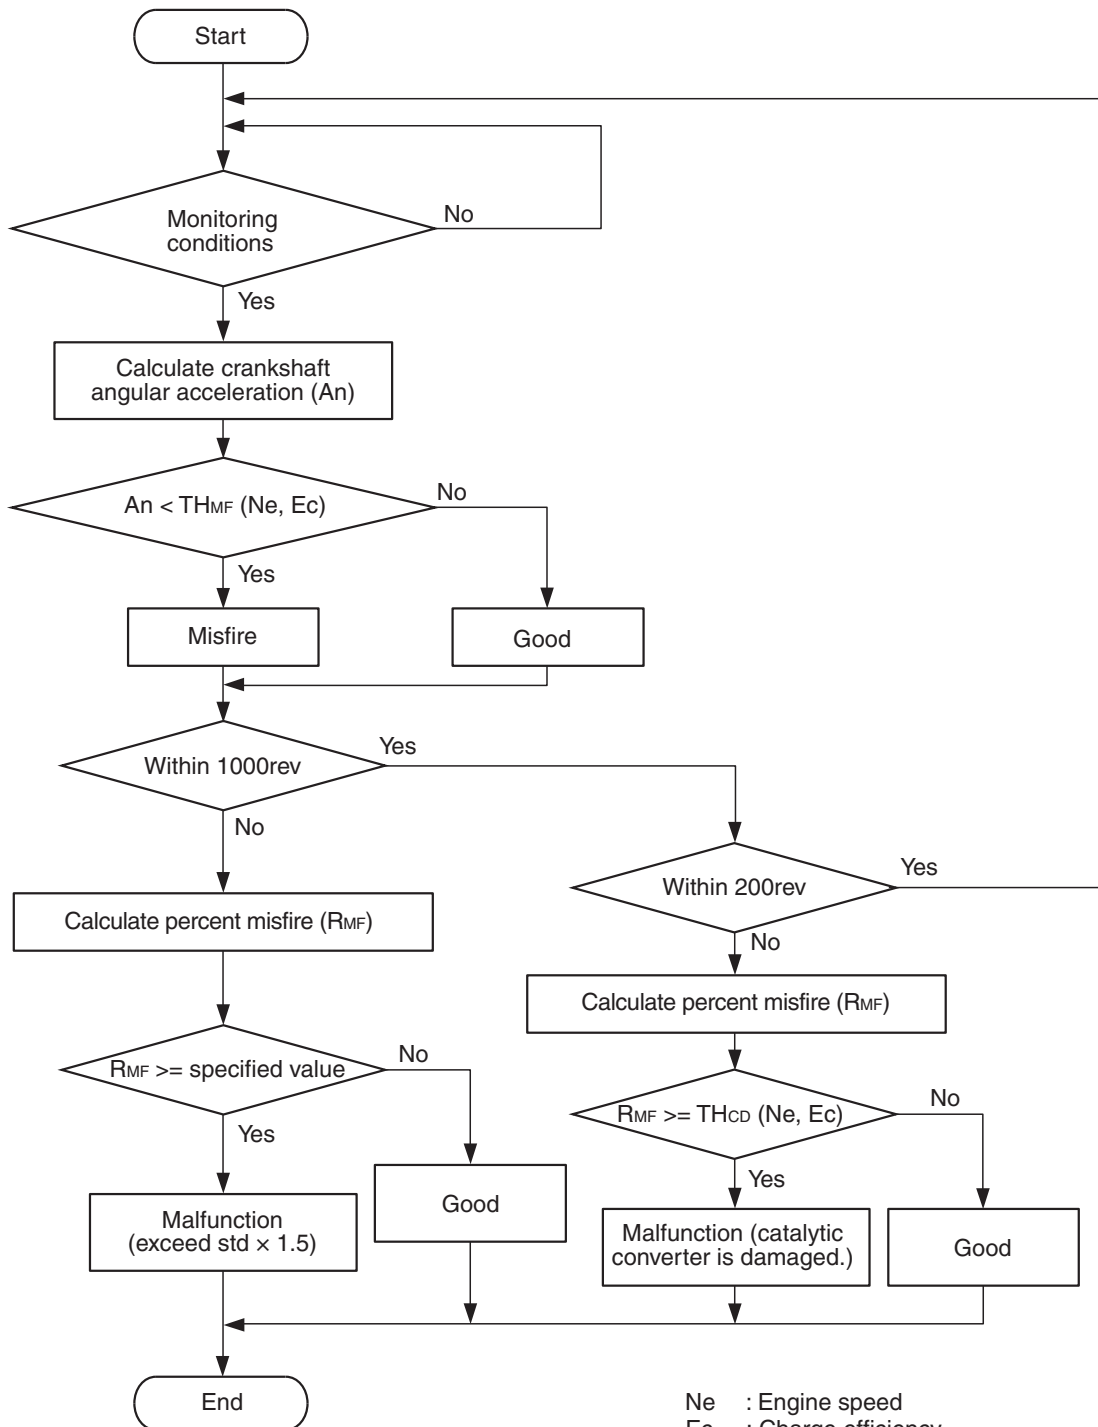 Start
Monitoring
conditions
No
Yes
Calculate crankshaft
angular acceleration (An)
An < THMF (Ne, Ec)
No
Yes
Misfire
Good
Within 1000rev
Yes
No
Within 200rev
Yes
No
Calculate percent misfire (RMF)
Calculate percent misfire (RMF)
RMF >= specified value
No
Yes
RMF >= THCD (Ne, Ec)
No
Yes
Malfunction
(exceed std × 1.5)
Good
Malfunction (catalytic
converter is damaged.)
Good
End
Ne : Engine speed
Ec : Charge efficiency